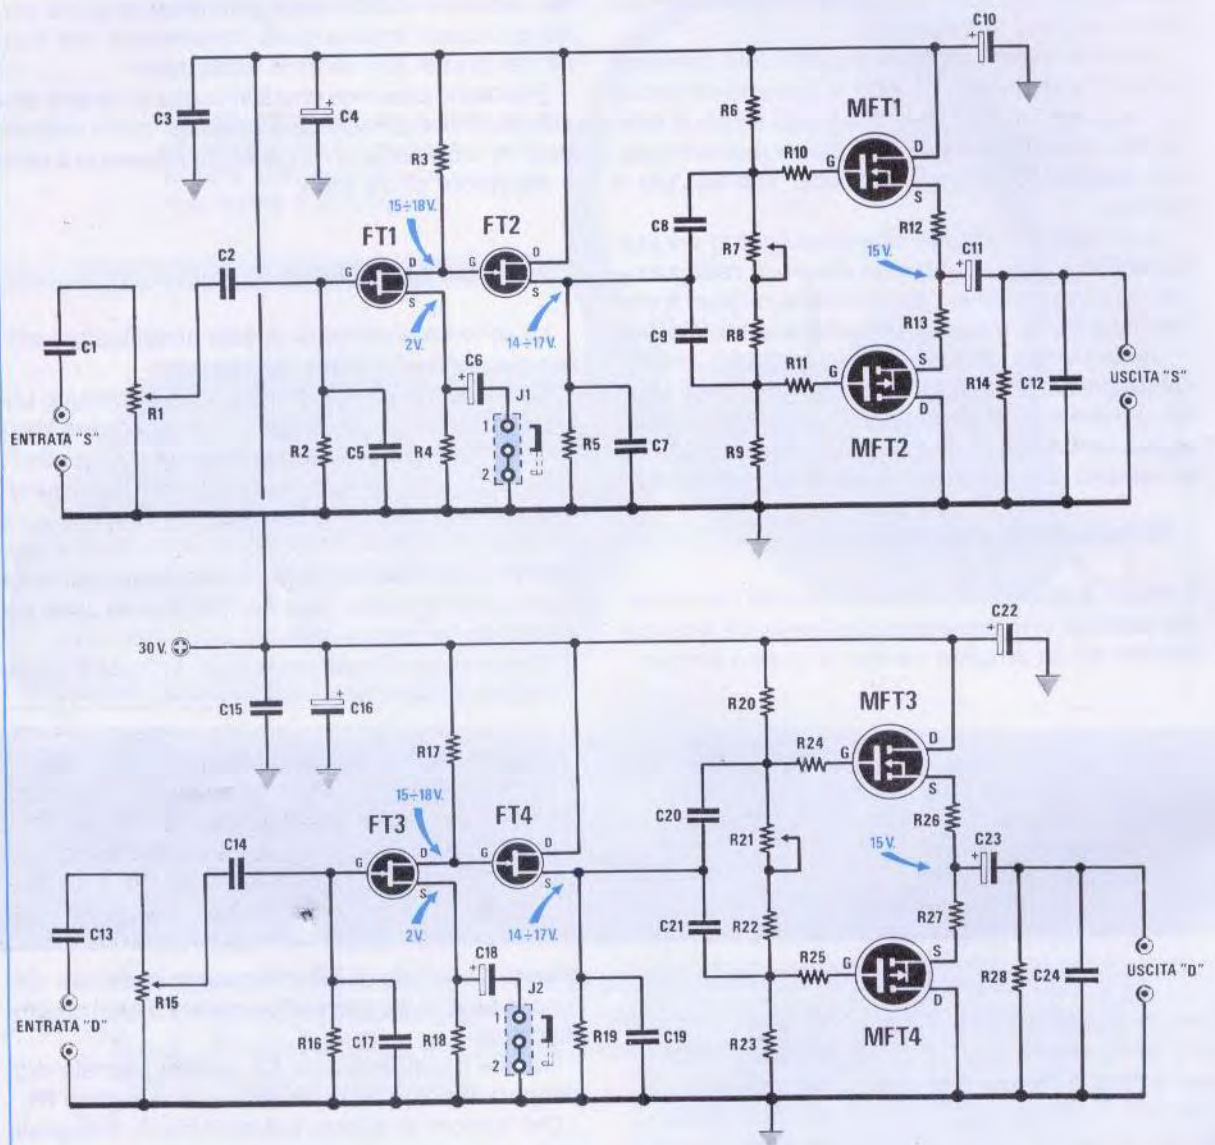 C10
+
C3
+
C4
R3
R6
MFT1
D
G
S
R10
15÷18V.
FT1
FT2
C8
R7
R12
15V.
C11
+
C2
G
D
S
G
D
S
2V.
14÷17V.
C9
R8
R13
C1
R1
C6
+
J1
1
2
R11
G
S
D
MFT2
R14
C12
USCITA "S"
ENTRATA "S"
R2
C5
R4
R5
C7
R9
30V.
C22
+
C15
+
C16
R17
R20
MFT3
D
G
S
R24
15÷18V.
FT3
FT4
C20
R21
R26
15V.
C23
+
C14
G
D
S
G
D
S
2V.
14÷17V.
C21
R22
R27
C13
R15
C18
+
J2
1
2
R25
G
S
D
MFT4
R28
C24
USCITA "D"
ENTRATA "D"
R16
C17
R18
R19
C19
R23